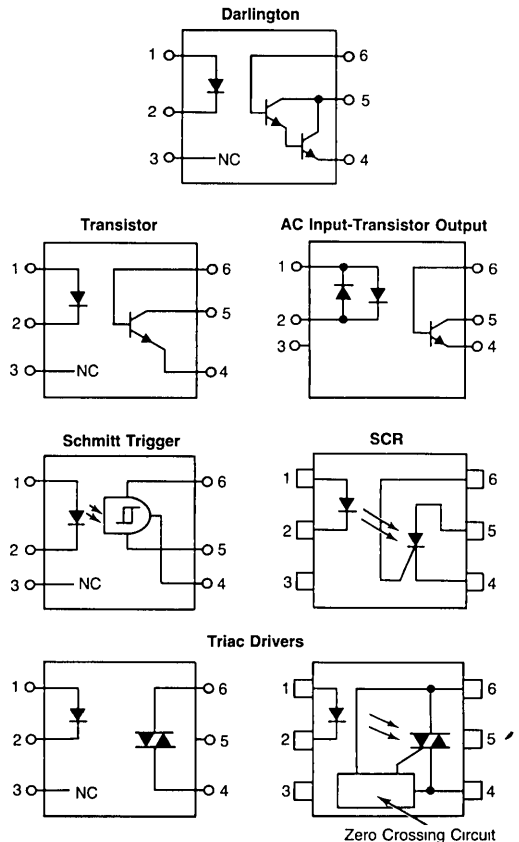 Darlington
1 6
2 5
3 NC 4
Transistor
1 6
2 5
3 NC 4
AC Input-Transistor Output
1 6
2 5
3 4
Schmitt Trigger
1 6
2 5
3 NC 4
SCR
1 6
2 5
3 4
Triac Drivers
1 6
2 5
3 NC 4
1 6
2 5
3 4
Zero Crossing Circuit